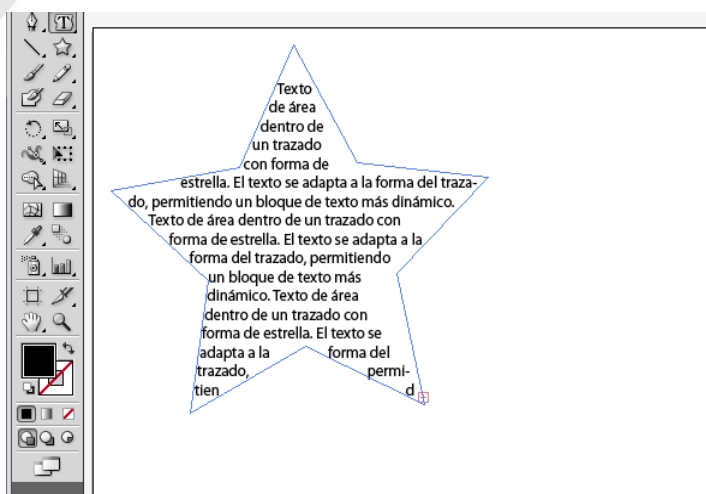 Texto
de área
dentro de
un trazado
con forma de
estrella. El texto se adapta a la forma del traza-
do, permitiendo un bloque de texto más dinámico.
Texto de área dentro de un trazado con
forma de estrella. El texto se adapta a la
forma del trazado, permitiendo
un bloque de texto más
dinámico. Texto de área
dentro de un trazado con
forma de estrella. El texto se
adapta a la forma del
trazado, permi-
tien d